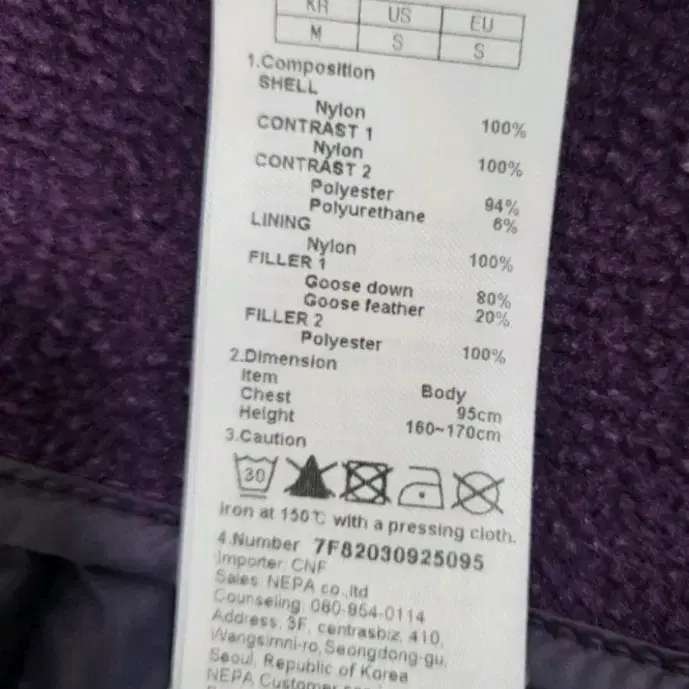 KR US EU
M S S
1.Composition
SHELL
Nylon 100%
CONTRAST 1
Nylon 100%
CONTRAST 2
Polyester 94%
Polyurethane 6%
LINING
Nylon 100%
FILLER 1
Goose down 80%
Goose feather 20%
FILLER 2
Polyester 100%
2.Dimension
Item Body
Chest 95cm
Height 160~170cm
3.Caution
30
Iron at 150℃ with a pressing cloth.
4.Number 7F82030925095
Importer: CNF
Sales: NEPA co.,ltd
Counseling: 080-854-0114
Address: 3F, centrasbiz, 410,
Wangsimni-ro, Seongdong-gu,
Seoul, Republic of Korea
NEPA Customer